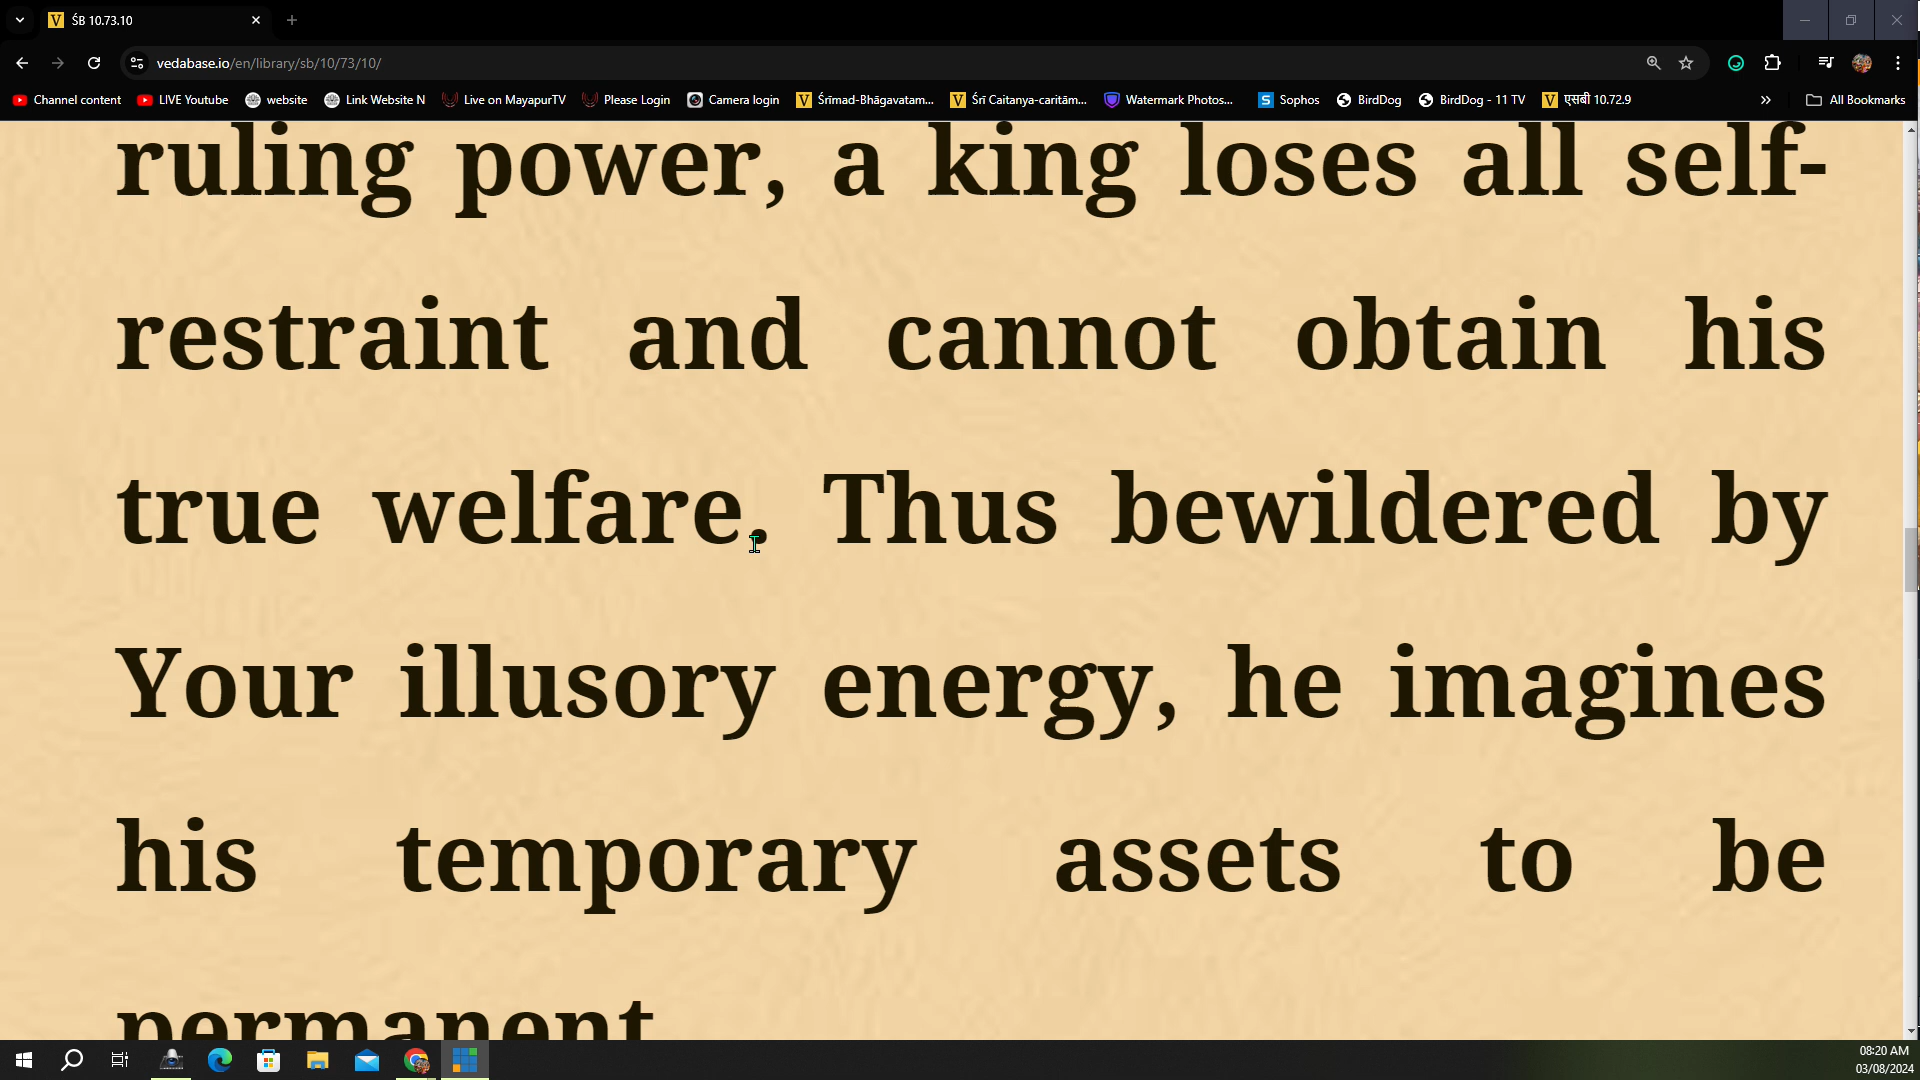 ŚB 10.73.10
vedabase.io/en/library/sb/10/73/10/
Channel content LIVE Youtube website Link Website N Live on MayapurTV Please Login Camera login Śrīmad-Bhāgavatam... Śrī Caitanya-caritām... Watermark Photos... Sophos BirdDog BirdDog - 11 TV एसबी 10.72.9 » All Bookmarks
ruling power, a king loses all self-
restraint and cannot obtain his
true welfare. Thus bewildered by
Your illusory energy, he imagines
his temporary assets to be
permanent
08:20 AM
03/08/2024